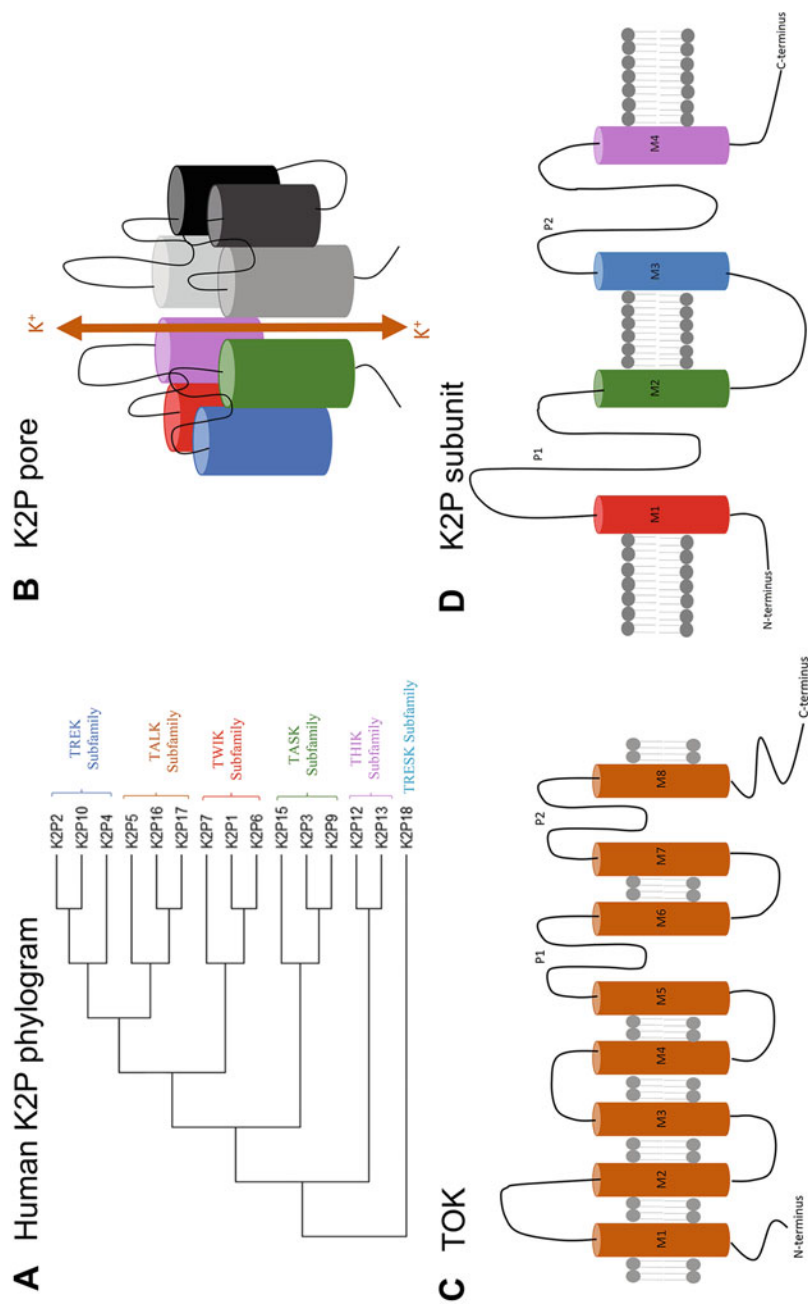 A Human K2P phylogram
K2P2
K2P10
K2P4
K2P5
K2P16
K2P17
K2P7
K2P1
K2P6
K2P15
K2P3
K2P9
K2P12
K2P13
K2P18
TREK
Subfamily
TALK
Subfamily
TWIK
Subfamily
TASK
Subfamily
THIK
Subfamily
TRESK Subfamily
B K2P pore
K+
K+
C TOK
P1
P2
M1
M2
M3
M4
M5
M6
M7
M8
N-terminus
C-terminus
D K2P subunit
P1
P2
M1
M2
M3
M4
N-terminus
C-terminus